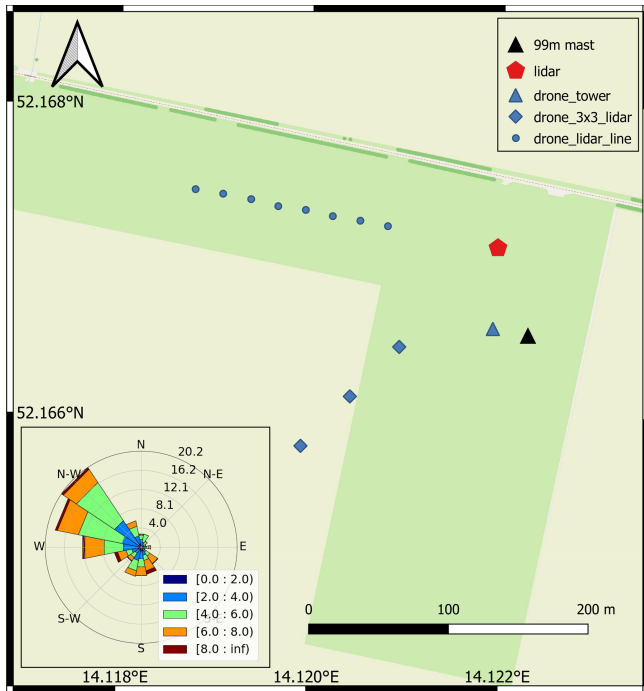 99m mast
lidar
drone_tower
drone_3x3_lidar
drone_lidar_line
52.168°N
52.166°N
N
20.2
16.2
12.1
8.1
4.0
N-W
N-E
W
E
S-W
S
[0.0 : 2.0)
[2.0 : 4.0)
[4.0 : 6.0)
[6.0 : 8.0)
[8.0 : inf)
0
100
200 m
14.118°E
14.120°E
14.122°E